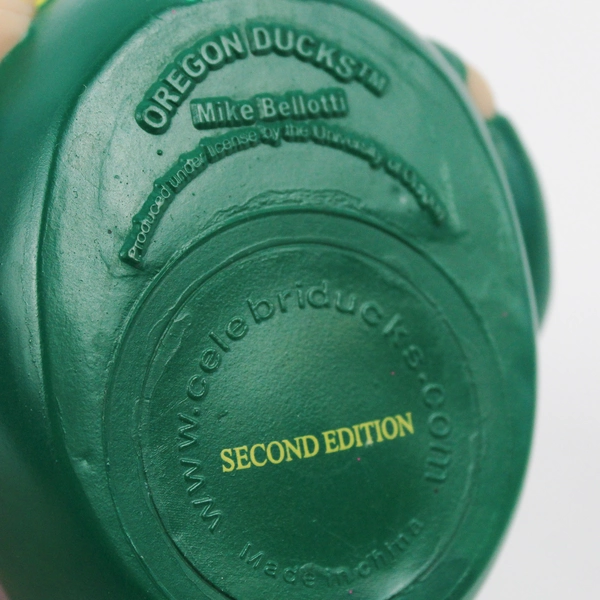 OREGON DUCKS™
Mike Bellotti
Produced under license by the University of Oregon
www.celebriducks.com
SECOND EDITION
Made in china